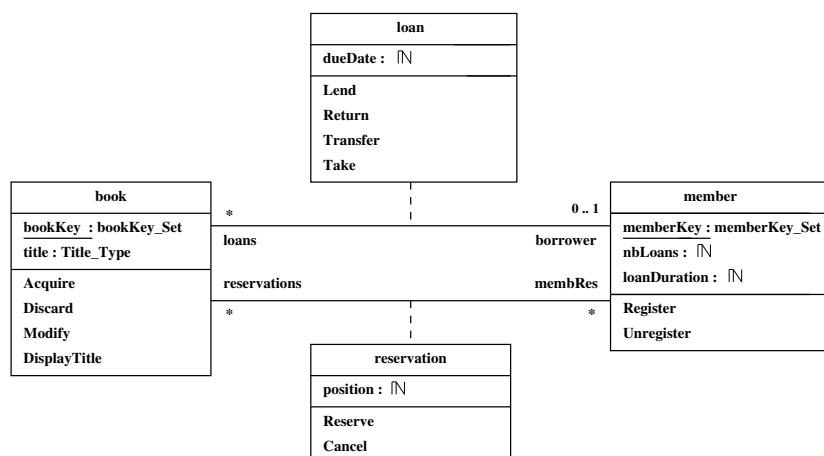 loan
dueDate : ℕ
Lend
Return
Transfer
Take
book
bookKey : bookKey_Set
title : Title_Type
Acquire
Discard
Modify
DisplayTitle
* 0 .. 1
loans borrower
reservations membRes
* *
member
memberKey : memberKey_Set
nbLoans : ℕ
loanDuration : ℕ
Register
Unregister
reservation
position : ℕ
Reserve
Cancel